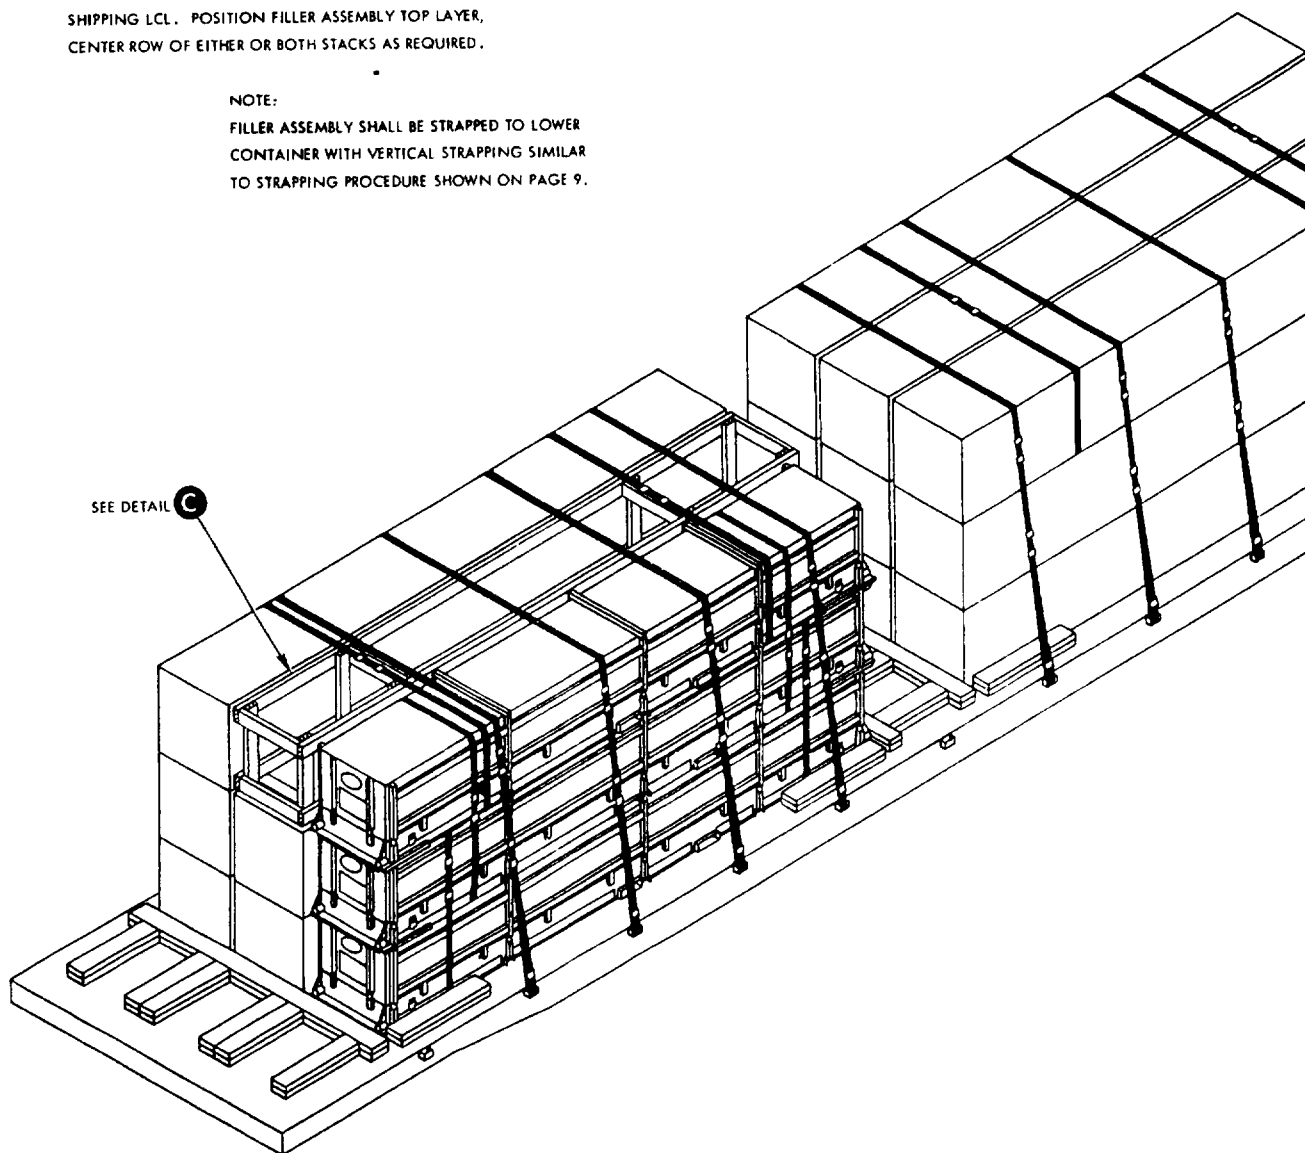 SHIPPING LCL. POSITION FILLER ASSEMBLY TOP LAYER,
CENTER ROW OF EITHER OR BOTH STACKS AS REQUIRED.
NOTE:
FILLER ASSEMBLY SHALL BE STRAPPED TO LOWER
CONTAINER WITH VERTICAL STRAPPING SIMILAR
TO STRAPPING PROCEDURE SHOWN ON PAGE 9.
SEE DETAIL C